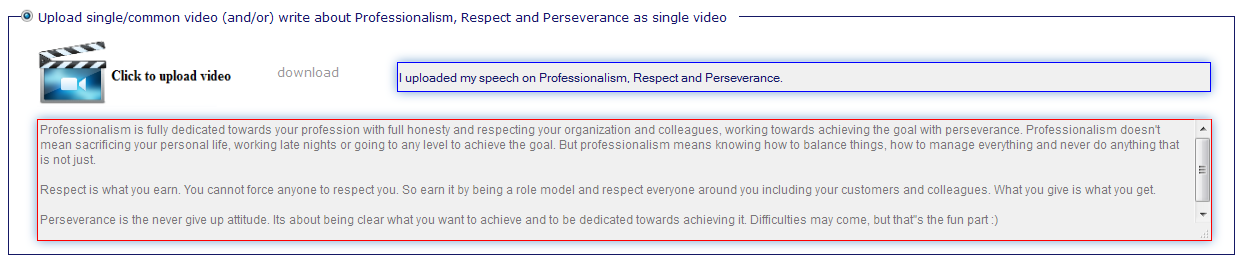 Upload single/common video (and/or) write about Professionalism, Respect and Perseverance as single video
Click to upload video
download
I uploaded my speech on Professionalism, Respect and Perseverance.
Professionalism is fully dedicated towards your profession with full honesty and respecting your organization and colleagues, working towards achieving the goal with perseverance. Professionalism doesn't
mean sacrificing your personal life, working late nights or going to any level to achieve the goal. But professionalism means knowing how to balance things, how to manage everything and never do anything that
is not just.
Respect is what you earn. You cannot force anyone to respect you. So earn it by being a role model and respect everyone around you including your customers and colleagues. What you give is what you get.
Perseverance is the never give up attitude. Its about being clear what you want to achieve and to be dedicated towards achieving it. Difficulties may come, but that''s the fun part :)